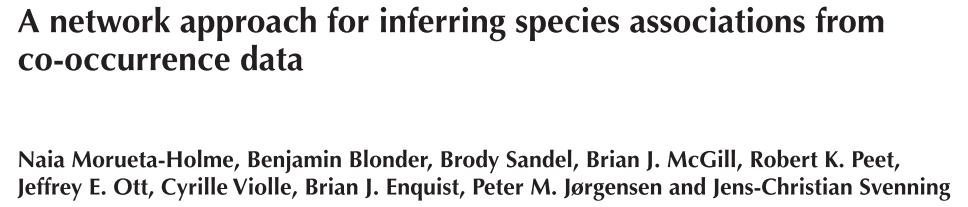 A network approach for inferring species associations from
co-occurrence data
Naia Morueta-Holme, Benjamin Blonder, Brody Sandel, Brian J. McGill, Robert K. Peet,
Jeffrey E. Ott, Cyrille Violle, Brian J. Enquist, Peter M. Jørgensen and Jens-Christian Svenning